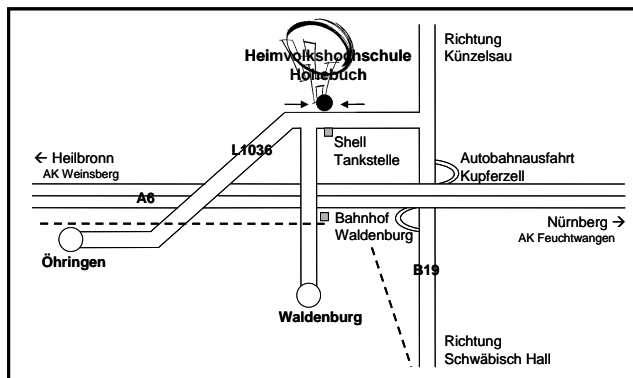 Richtung
Künzelsau
Heimvolkshochschule
Hohebuch
L1036
Shell
Tankstelle
← Heilbronn
AK Weinsberg
Autobahnausfahrt
Kupferzell
A6
Bahnhof
Waldenburg
Nürnberg →
AK Feuchtwangen
Öhringen
B19
Waldenburg
Richtung
Schwäbisch Hall